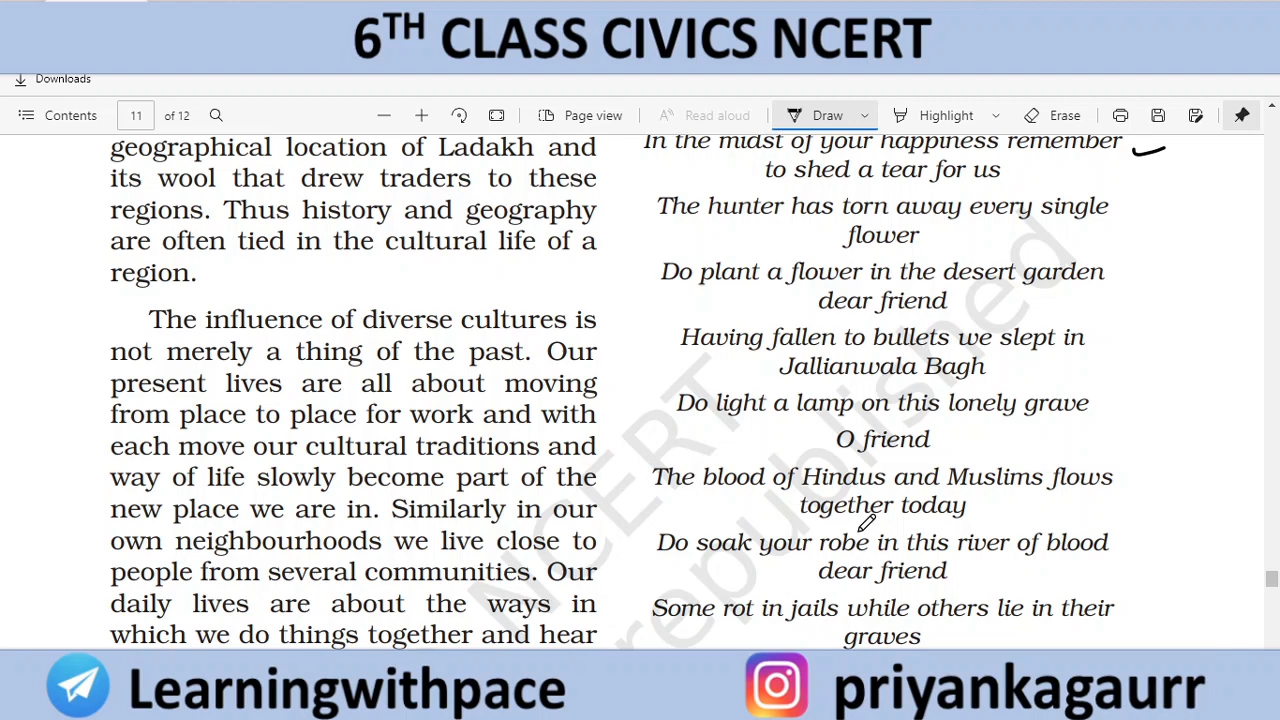 6TH CLASS CIVICS NCERT
Downloads
Contents
11
of 12
Page view
Read aloud
Draw
Highlight
Erase
geographical location of Ladakh and
its wool that drew traders to these
regions. Thus history and geography
are often tied in the cultural life of a
region.
The influence of diverse cultures is
not merely a thing of the past. Our
present lives are all about moving
from place to place for work and with
each move our cultural traditions and
way of life slowly become part of the
new place we are in. Similarly in our
own neighbourhoods we live close to
people from several communities. Our
daily lives are about the ways in
which we do things together and hear
In the midst of your happiness remember
to shed a tear for us
The hunter has torn away every single
flower
Do plant a flower in the desert garden
dear friend
Having fallen to bullets we slept in
Jallianwala Bagh
Do light a lamp on this lonely grave
O friend
The blood of Hindus and Muslims flows
together today
Do soak your robe in this river of blood
dear friend
Some rot in jails while others lie in their
graves
NCERT
republished
Learningwithpace
priyankagaurr